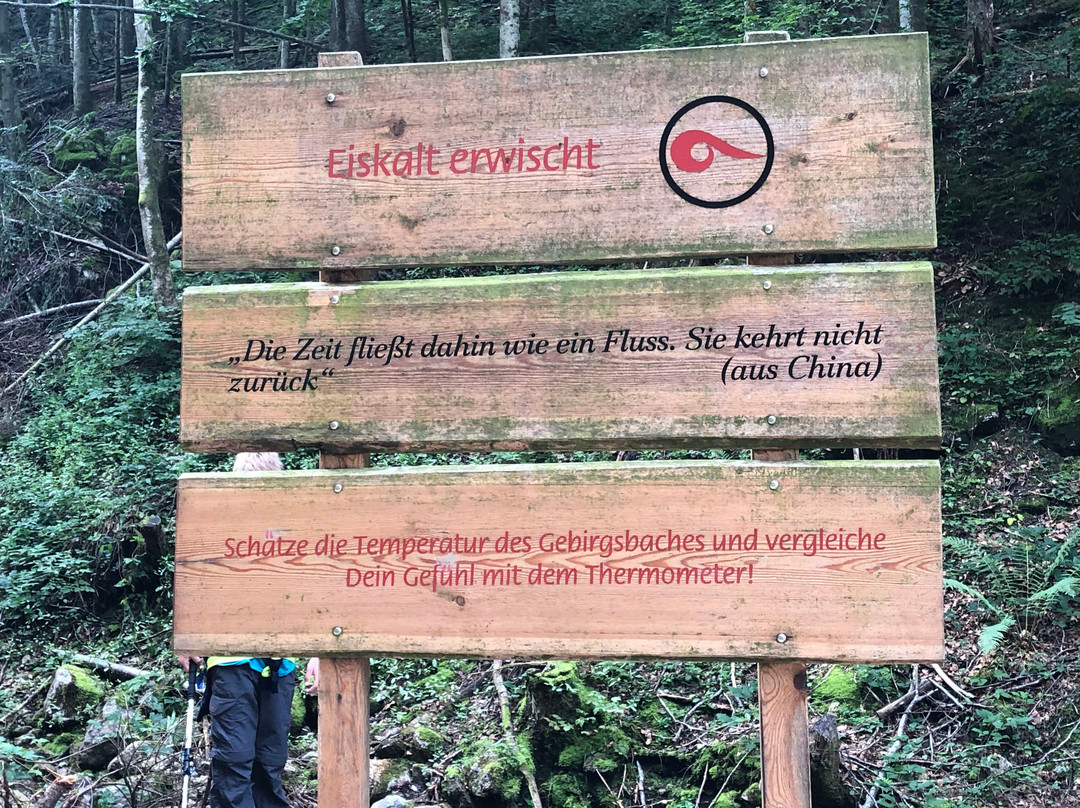 Eiskalt erwischt
„Die Zeit fließt dahin wie ein Fluss. Sie kehrt nicht
zurück“ (aus China)
Schätze die Temperatur des Gebirgsbaches und vergleiche
Dein Gefühl mit dem Thermometer!